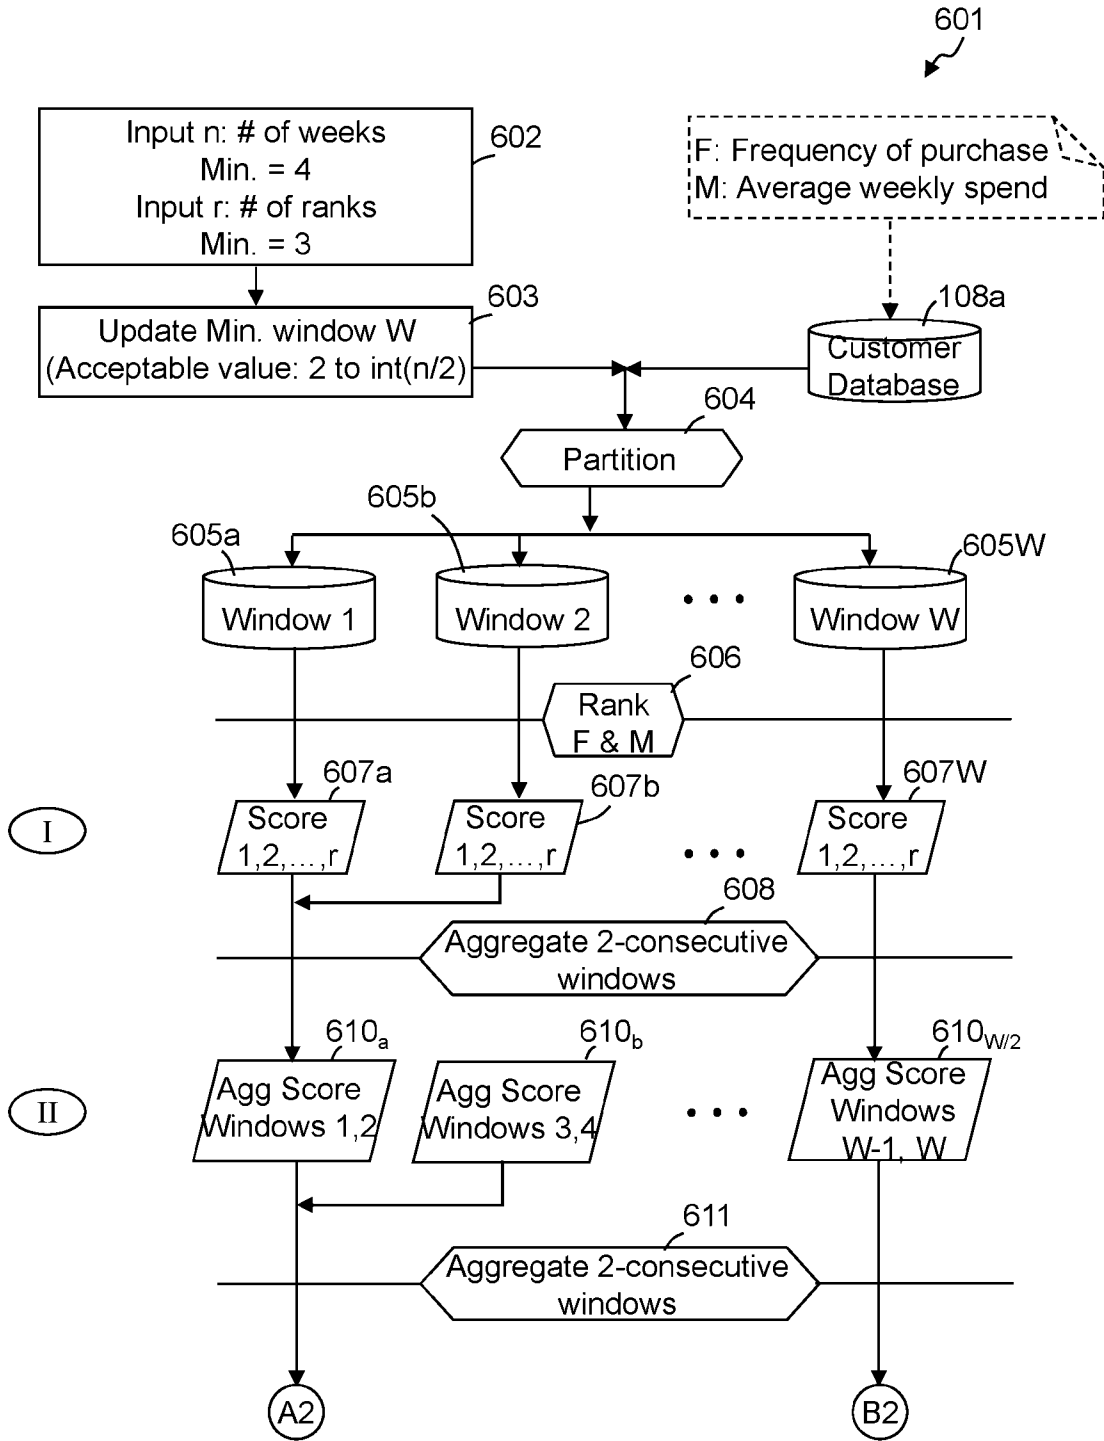 601
Input n: # of weeks
Min. = 4
Input r: # of ranks
Min. = 3
602
F: Frequency of purchase
M: Average weekly spend
603
108a
Update Min. window W
(Acceptable value: 2 to int(n/2)
Customer
Database
604
Partition
605a
605b
605W
Window 1
Window 2
• • •
Window W
606
Rank
F & M
607a
607b
607W
I
Score
1,2,...,r
Score
1,2,...,r
• • •
Score
1,2,...,r
608
Aggregate 2-consecutive
windows
610a
610b
610W/2
II
Agg Score
Windows 1,2
Agg Score
Windows 3,4
• • •
Agg Score
Windows
W-1, W
611
Aggregate 2-consecutive
windows
A2
B2